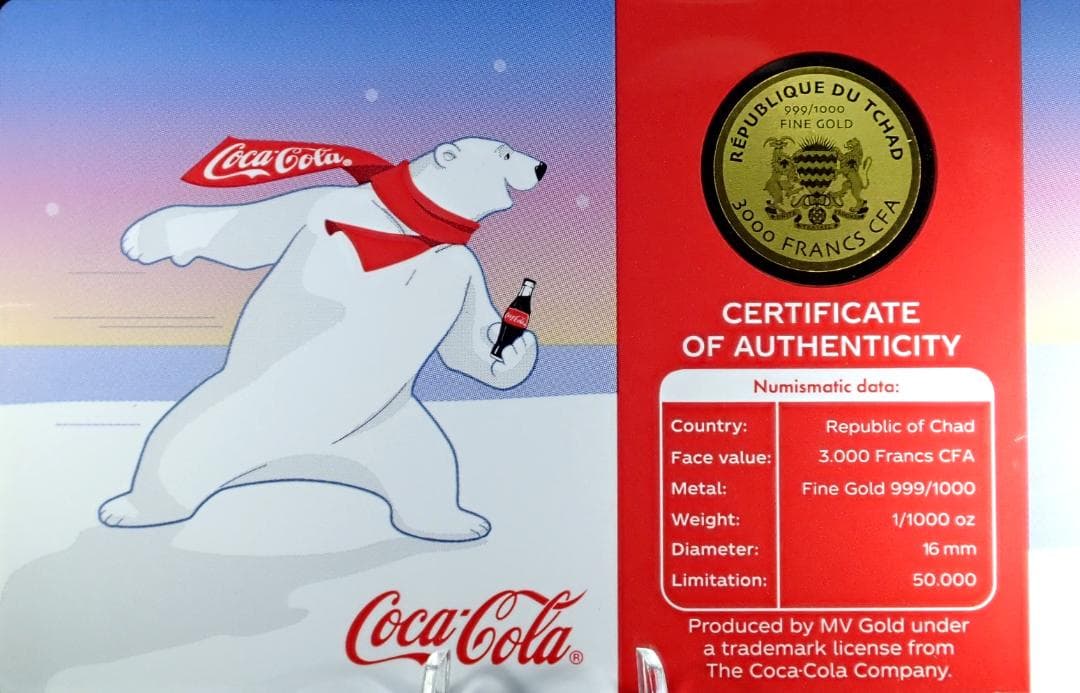 Coca-Cola®
Coca-Cola
Coca-Cola®
RÉPUBLIQUE DU TCHAD
999/1000
FINE GOLD
3000 FRANCS CFA
CERTIFICATE
OF AUTHENTICITY
Numismatic data:
Country: Republic of Chad
Face value: 3.000 Francs CFA
Metal: Fine Gold 999/1000
Weight: 1/1000 oz
Diameter: 16 mm
Limitation: 50.000
Produced by MV Gold under
a trademark license from
The Coca-Cola Company.